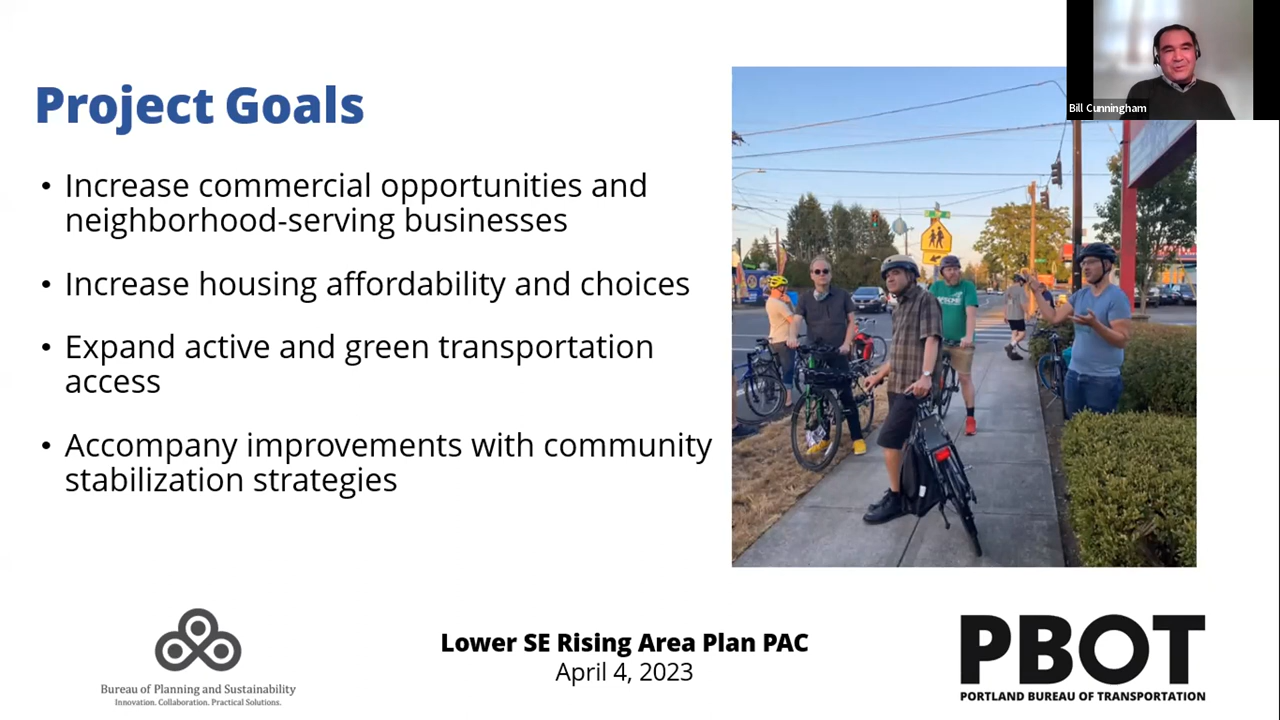 Bill Cunningham
Project Goals
• Increase commercial opportunities and
neighborhood-serving businesses
• Increase housing affordability and choices
• Expand active and green transportation
access
• Accompany improvements with community
stabilization strategies
Bureau of Planning and Sustainability
Innovation. Collaboration. Practical Solutions.
Lower SE Rising Area Plan PAC
April 4, 2023
PBOT
PORTLAND BUREAU OF TRANSPORTATION